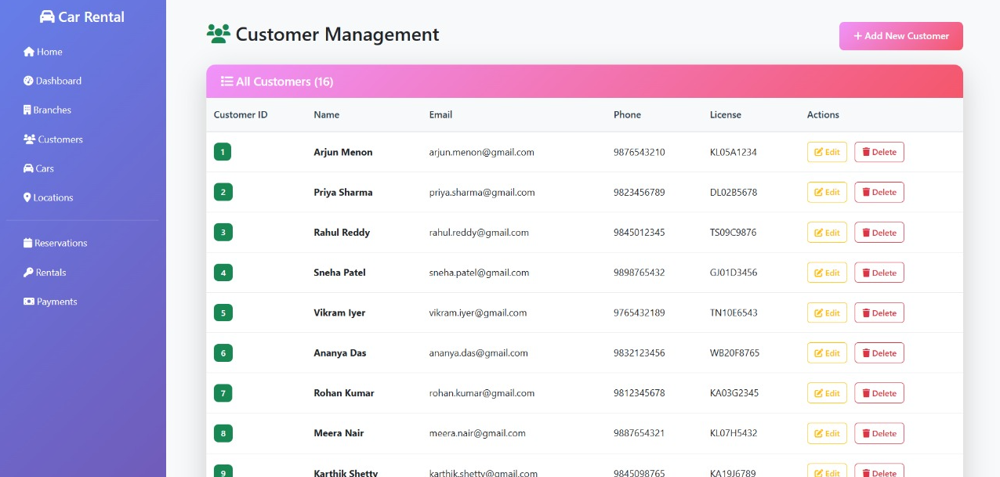 Car Rental
Home
Dashboard
Branches
Customers
Cars
Locations
Reservations
Rentals
Payments
Customer Management
+ Add New Customer
All Customers (16)
Customer ID Name Email Phone License Actions
1 Arjun Menon arjun.menon@gmail.com 9876543210 KL05A1234 Edit Delete
2 Priya Sharma priya.sharma@gmail.com 9823456789 DL02B5678 Edit Delete
3 Rahul Reddy rahul.reddy@gmail.com 9845012345 TS09C9876 Edit Delete
4 Sneha Patel sneha.patel@gmail.com 9898765432 GJ01D3456 Edit Delete
5 Vikram Iyer vikram.iyer@gmail.com 9765432189 TN10E6543 Edit Delete
6 Ananya Das ananya.das@gmail.com 9832123456 WB20F8765 Edit Delete
7 Rohan Kumar rohan.kumar@gmail.com 9812345678 KA03G2345 Edit Delete
8 Meera Nair meera.nair@gmail.com 9887654321 KL07H5432 Edit Delete
9 Karthik Shetty karthik.shetty@gmail.com 9845098765 KA19J6789 Edit Delete